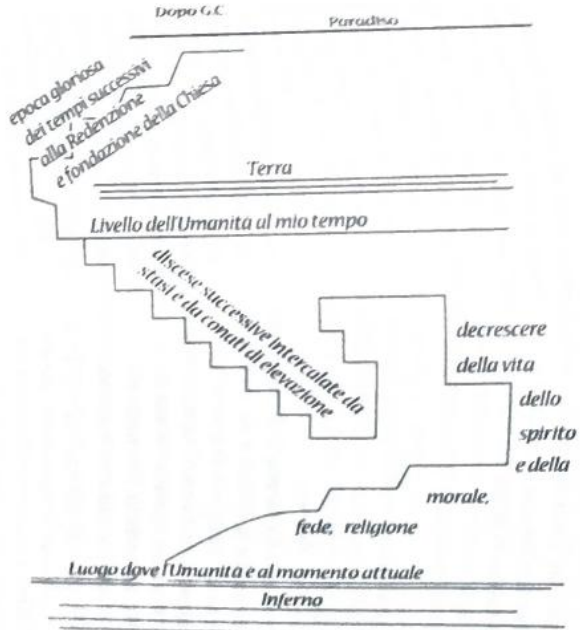 Dopo G.C
Paradiso
epoca gloriosa
dei tempi successivi
alla Redenzione
e fondazione della Chiesa
Terra
Livello dell'Umanità al mio tempo
discese successive intercalate da
stasi e da conati di elevazione
decrescere
della vita
dello
spirito
e della
morale,
fede, religione
Luogo dove l'Umanità e al momento attuale
Inferno